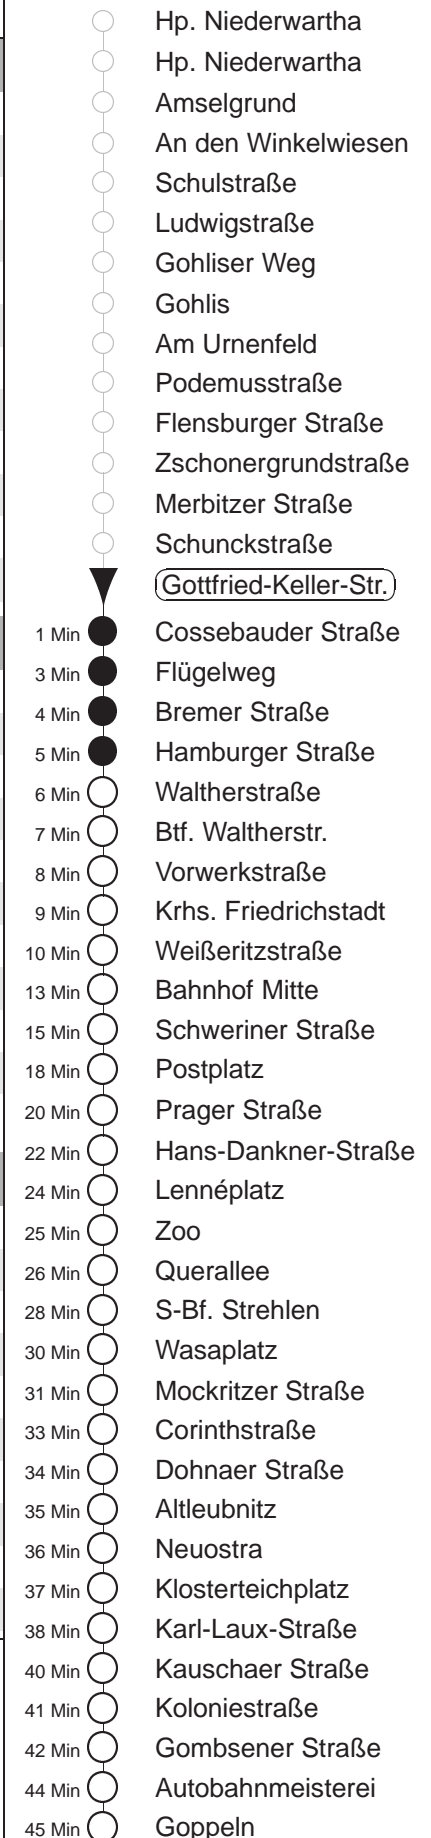 Hp. Niederwartha
Hp. Niederwartha
Amselgrund
An den Winkelwiesen
Schulstraße
Ludwigstraße
Gohliser Weg
Gohlis
Am Urnenfeld
Podemusstraße
Flensburger Straße
Zschonergrundstraße
Merbitzer Straße
Schunckstraße
Gottfried-Keller-Str.
1 Min Cossebauder Straße
3 Min Flügelweg
4 Min Bremer Straße
5 Min Hamburger Straße
6 Min Waltherstraße
7 Min Btf. Waltherstr.
8 Min Vorwerkstraße
9 Min Krhs. Friedrichstadt
10 Min Weißeritzstraße
13 Min Bahnhof Mitte
15 Min Schweriner Straße
18 Min Postplatz
20 Min Prager Straße
22 Min Hans-Dankner-Straße
24 Min Lennéplatz
25 Min Zoo
26 Min Querallee
28 Min S-Bf. Strehlen
30 Min Wasaplatz
31 Min Mockritzer Straße
33 Min Corinthstraße
34 Min Dohnaer Straße
35 Min Altleubnitz
36 Min Neuostra
37 Min Klosterteichplatz
38 Min Karl-Laux-Straße
40 Min Kauschaer Straße
41 Min Koloniestraße
42 Min Gombsener Straße
44 Min Autobahnmeisterei
45 Min Goppeln